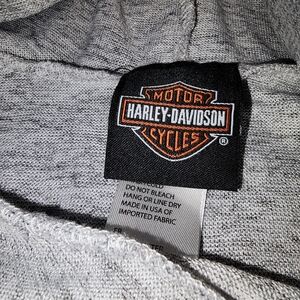 MOTOR
HARLEY-DAVIDSON
CYCLES ®
DO NOT BLEACH
HANG OR LINE DRY
MADE IN USA OF
IMPORTED FABRIC